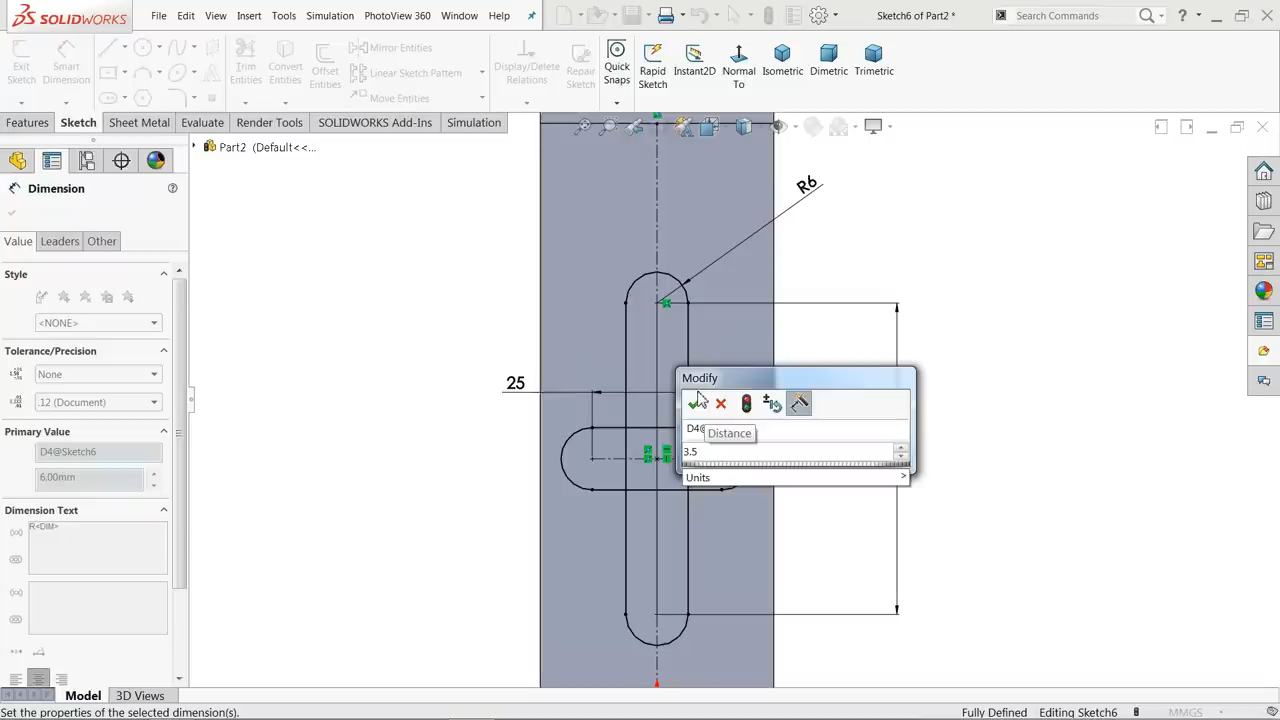 SOLIDWORKS
File Edit View Insert Tools Simulation PhotoView 360 Window Help
Sketch6 of Part2 *
Search Commands
?
Exit Sketch
Smart Dimension
Trim Entities
Convert Entities
Offset Entities
Mirror Entities
Linear Sketch Pattern
Move Entities
Display/Delete Relations
Repair Sketch
Quick Snaps
Rapid Sketch
Instant2D
Normal To
Isometric
Dimetric
Trimetric
Features Sketch Sheet Metal Evaluate Render Tools SOLIDWORKS Add-Ins Simulation
Part2 (Default<<...
Dimension
Value Leaders Other
Style
<NONE>
Tolerance/Precision
None
.12 (Document)
Primary Value
D4@Sketch6
6.00mm
Dimension Text
R<DIM>
R6
25
Modify
D4@
Distance
3.5
Units >
Model 3D Views
Set the properties of the selected dimension(s).
Fully Defined Editing Sketch6 MMGS